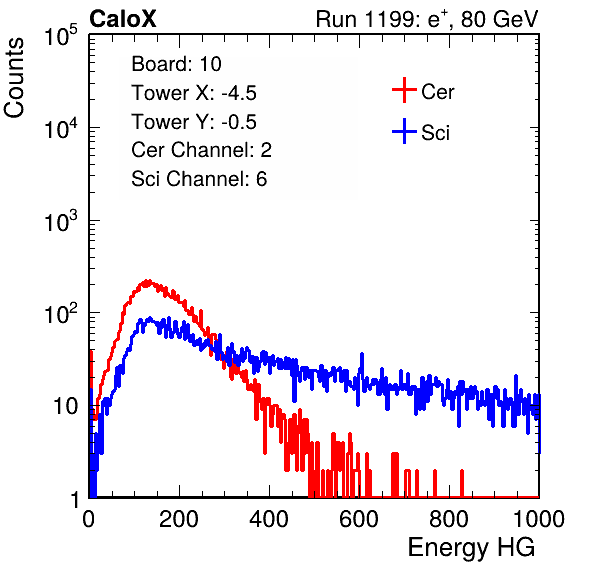 CaloX Run 1199: e⁺, 80 GeV
Counts
10⁵
10⁴
10³
10²
10
1
Board: 10
Tower X: -4.5
Tower Y: -0.5
Cer Channel: 2
Sci Channel: 6
Cer
Sci
0 200 400 600 800 1000
Energy HG